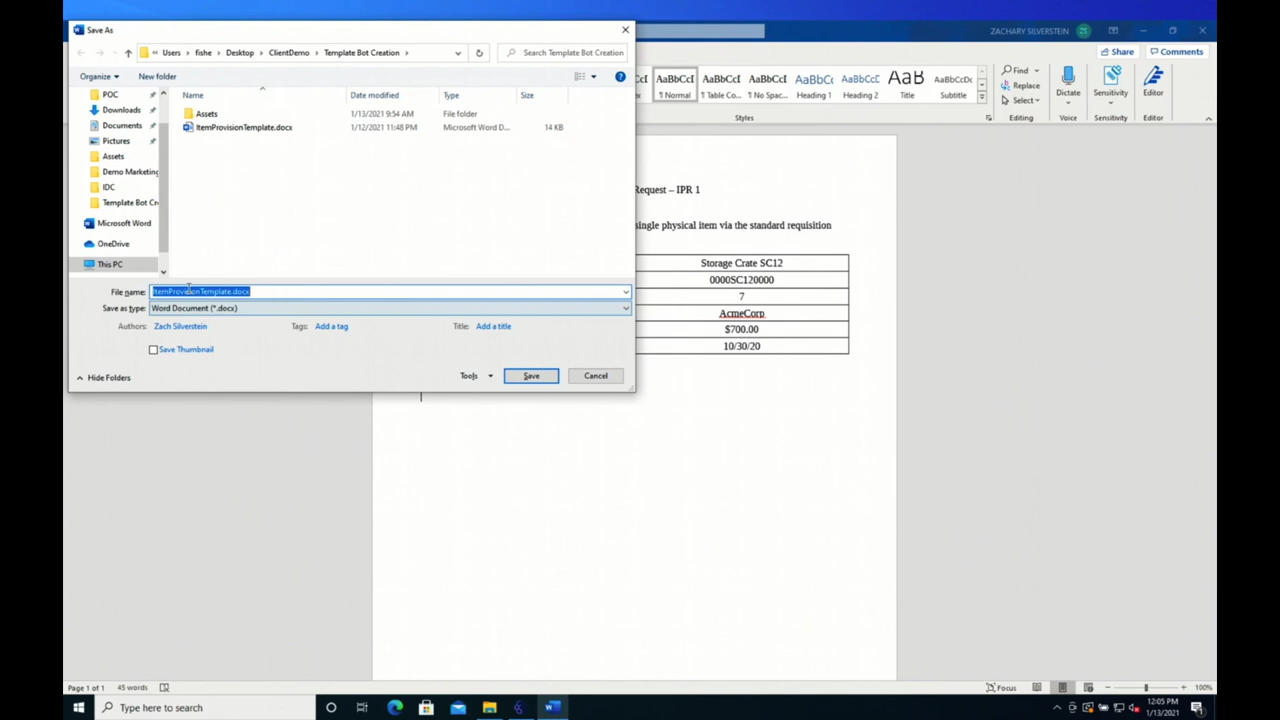 Save As
Users > fishe > Desktop > ClientDemo > Template Bot Creation >
Search Template Bot Creation
Organize
New folder
POC
Downloads
Documents
Pictures
Assets
Demo Marketing
IDC
Template Bot Cr
Microsoft Word
OneDrive
This PC
Name Date modified Type Size
Assets 1/13/2021 9:54 AM File folder
ItemProvisionTemplate.docx 1/12/2021 11:48 PM Microsoft Word D... 14 KB
File name: ItemProvisionTemplate.docx
Save as type: Word Document (*.docx)
Authors: Zach Silverstein Tags: Add a tag Title: Add a title
Save Thumbnail
Hide Folders
Tools
Save
Cancel
ZACHARY SILVERSTEIN ZS
Share
Comments
AaBbCcI AaBbCcI AaBbCcI AaBbCc AaBbCcD AaB AaBbCcDc
¶ Normal ¶ Table Co... ¶ No Spac... Heading 1 Heading 2 Title Subtitle
Styles
Find
Replace
Select
Editing
Dictate
Voice
Sensitivity
Sensitivity
Editor
Editor
Request – IPR 1
single physical item via the standard requisition
Storage Crate SC12
0000SC120000
7
AcmeCorp
$700.00
10/30/20
Page 1 of 1 45 words
Focus
100%
Type here to search
12:05 PM
1/13/2021